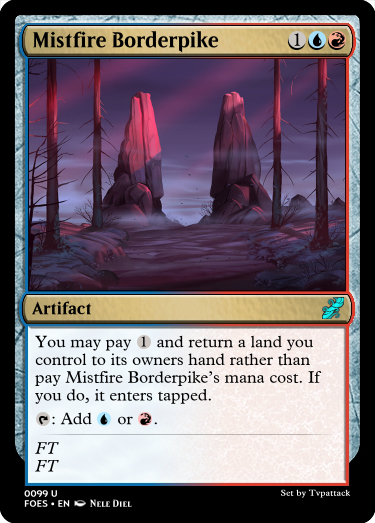 Mistfire Borderpike 1
Artifact
You may pay 1 and return a land you
control to its owners hand rather than
pay Mistfire Borderpike's mana cost. If
you do, it enters tapped.
: Add or .
FT
FT
0099 U
Set by Tvpattack
FOES • EN Nele Diel